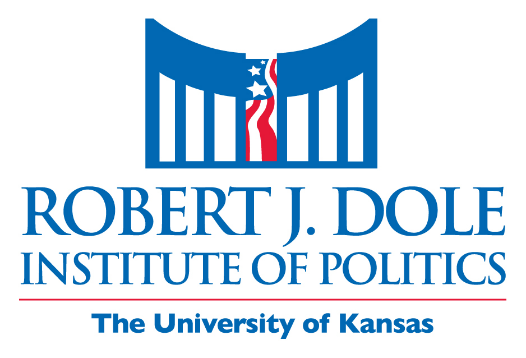 ROBERT J. DOLE
INSTITUTE OF POLITICS
The University of Kansas